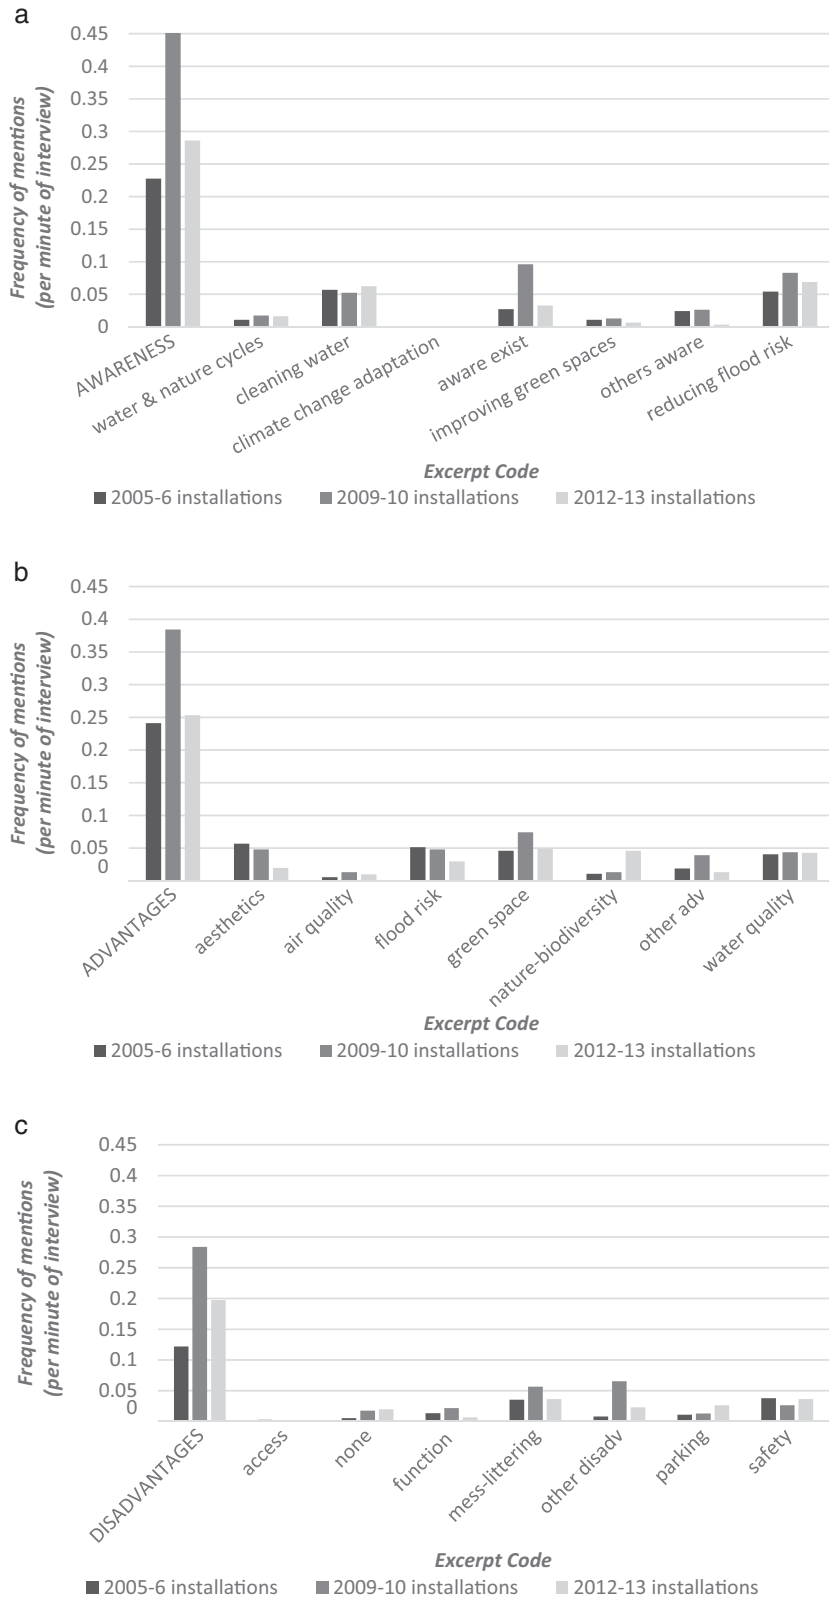 a
Frequency of mentions
(per minute of interview)
0.45
0.4
0.35
0.3
0.25
0.2
0.15
0.1
0.05
0
AWARENESS
water & nature cycles
cleaning water
climate change adaptation
aware exist
improving green spaces
others aware
reducing flood risk
Excerpt Code
2005-6 installations 2009-10 installations 2012-13 installations
b
Frequency of mentions
(per minute of interview)
0.45
0.4
0.35
0.3
0.25
0.2
0.15
0.1
0.05
0
ADVANTAGES
aesthetics
air quality
flood risk
green space
nature-biodiversity
other adv
water quality
Excerpt Code
2005-6 installations 2009-10 installations 2012-13 installations
c
Frequency of mentions
(per minute of interview)
0.45
0.4
0.35
0.3
0.25
0.2
0.15
0.1
0.05
0
DISADVANTAGES
access
none
function
mess-littering
other disadv
parking
safety
Excerpt Code
2005-6 installations 2009-10 installations 2012-13 installations